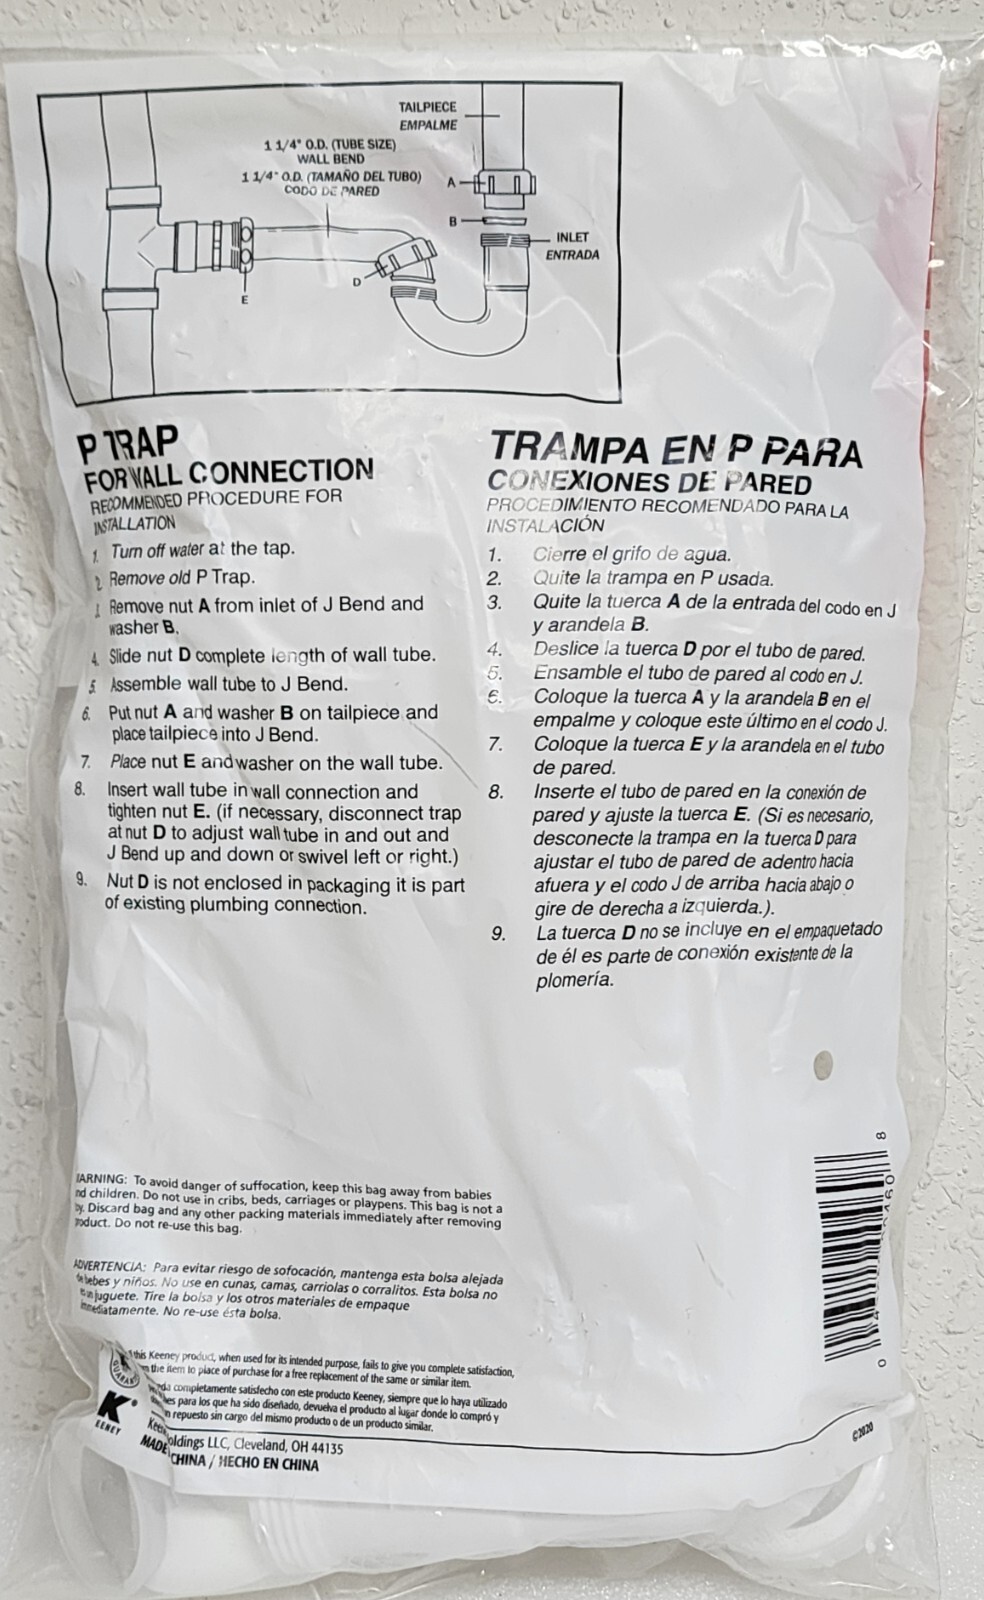 TAILPIECE
EMPALME
1 1/4" O.D. (TUBE SIZE)
WALL BEND
1 1/4" O.D. (TAMAÑO DEL TUBO)
CODO DE PARED
A
B
INLET
ENTRADA
D
E
P TRAP
FOR WALL CONNECTION
RECOMMENDED PROCEDURE FOR
INSTALLATION
1. Turn off water at the tap.
2. Remove old P Trap.
3. Remove nut A from inlet of J Bend and
washer B.
4. Slide nut D complete length of wall tube.
5. Assemble wall tube to J Bend.
6. Put nut A and washer B on tailpiece and
place tailpiece into J Bend.
7. Place nut E and washer on the wall tube.
8. Insert wall tube in wall connection and
tighten nut E. (if necessary, disconnect trap
at nut D to adjust wall tube in and out and
J Bend up and down or swivel left or right.)
9. Nut D is not enclosed in packaging it is part
of existing plumbing connection.
TRAMPA EN P PARA
CONEXIONES DE PARED
PROCEDIMIENTO RECOMENDADO PARA LA
INSTALACIÓN
1. Cierre el grifo de agua.
2. Quite la trampa en P usada.
3. Quite la tuerca A de la entrada del codo en J
y arandela B.
4. Deslice la tuerca D por el tubo de pared.
5. Ensamble el tubo de pared al codo en J.
6. Coloque la tuerca A y la arandela B en el
empalme y coloque este último en el codo J.
7. Coloque la tuerca E y la arandela en el tubo
de pared.
8. Inserte el tubo de pared en la conexión de
pared y ajuste la tuerca E. (Si es necesario,
desconecte la trampa en la tuerca D para
ajustar el tubo de pared de adentro hacia
afuera y el codo J de arriba hacia abajo o
gire de derecha a izquierda.).
9. La tuerca D no se incluye en el empaquetado
de él es parte de conexión existente de la
plomería.
ARNING: To avoid danger of suffocation, keep this bag away from babies
nd children. Do not use in cribs, beds, carriages or playpens. This bag is not a
y. Discard bag and any other packing materials immediately after removing
roduct. Do not re-use this bag.
ADVERTENCIA: Para evitar riesgo de sofocación, mantenga esta bolsa alejada
de bebes y niños. No use en cunas, camas, carriolas o corralitos. Esta bolsa no
es un juguete. Tire la bolsa y los otros materiales de empaque
inmediatamente. No re-use ésta bolsa.
this Keeney product, when used for its intended purpose, fails to give you complete satisfaction,
the item to place of purchase for a free replacement of the same or similar item.
completamente satisfecho con este producto Keeney, siempre que lo haya utilizado
para los que ha sido diseñado, devuelva el producto al lugar donde lo compró y
n repuesto sin cargo del mismo producto o de un producto similar.
K
KEENEY
oldings LLC, Cleveland, OH 44135
MADE CHINA / HECHO EN CHINA
©2020